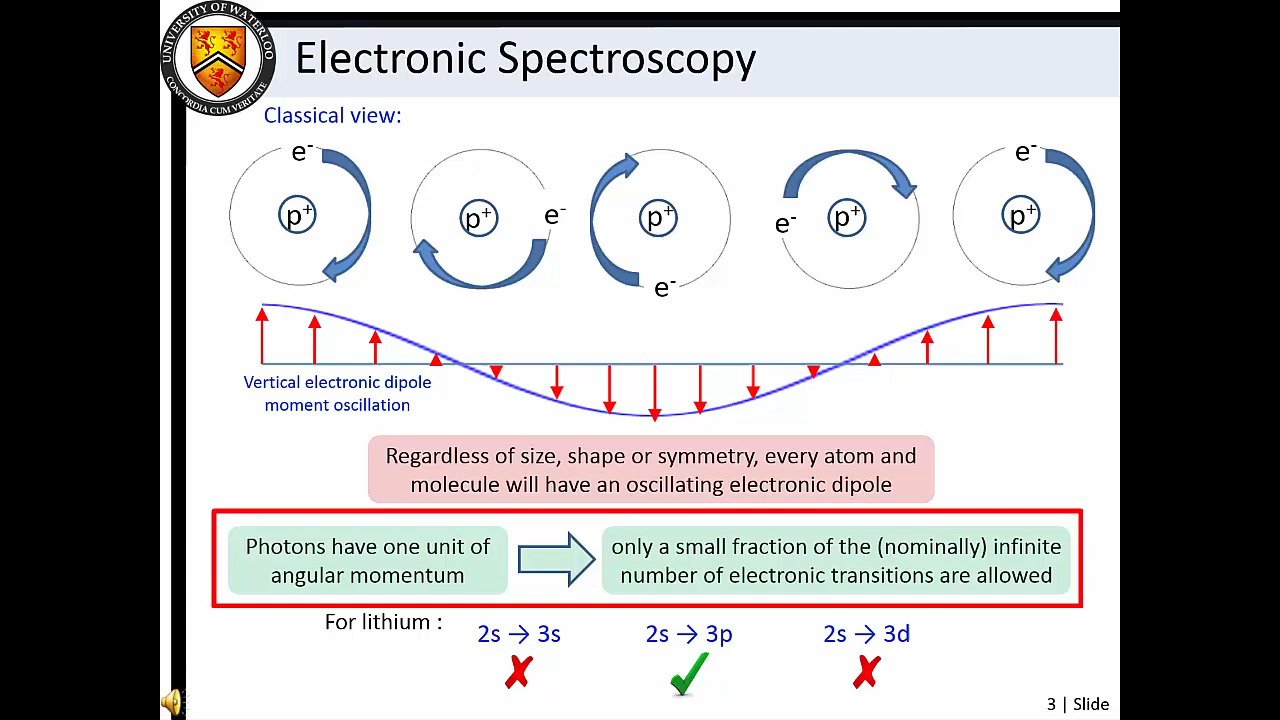 UNIVERSITY OF WATERLOO
CONCORDIA CUM VERITATE
Electronic Spectroscopy
Classical view:
e- p+
p+ e-
p+ e-
e- p+
e- p+
Vertical electronic dipole
moment oscillation
Regardless of size, shape or symmetry, every atom and
molecule will have an oscillating electronic dipole
Photons have one unit of
angular momentum
only a small fraction of the (nominally) infinite
number of electronic transitions are allowed
For lithium :
2s → 3s
2s → 3p
2s → 3d
3 | Slide